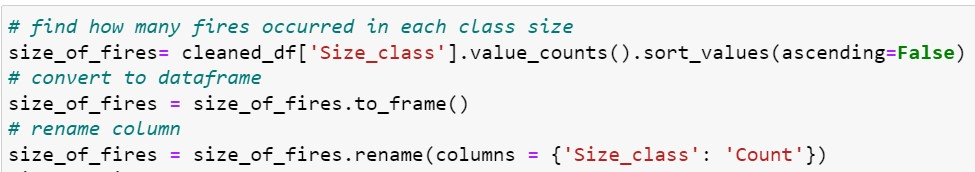 # find how many fires occurred in each class size
size_of_fires= cleaned_df['Size_class'].value_counts().sort_values(ascending=False)
# convert to dataframe
size_of_fires = size_of_fires.to_frame()
# rename column
size_of_fires = size_of_fires.rename(columns = {'Size_class': 'Count'})